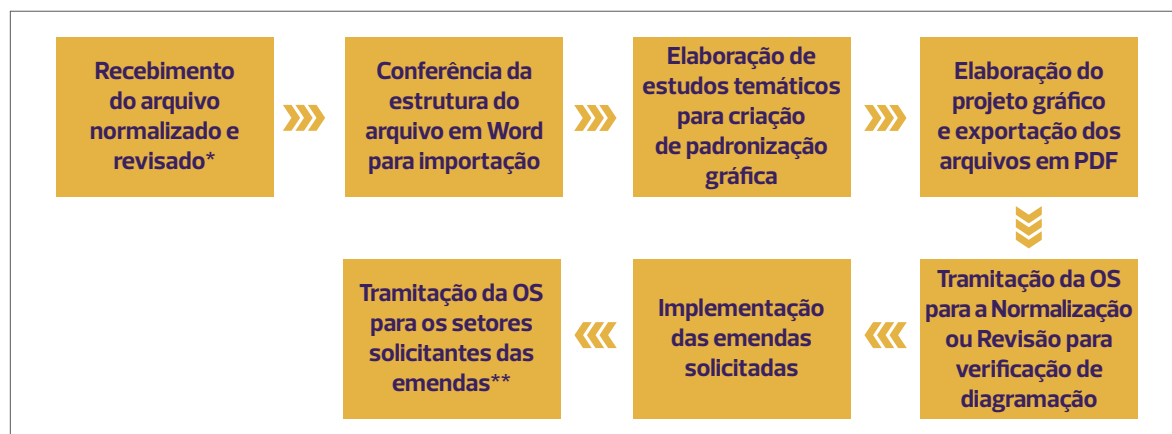 Recebimento
do arquivo
normalizado e
revisado*
Conferência da
estrutura do
arquivo em Word
para importação
Elaboração de
estudos temáticos
para criação
de padronização
gráfica
Elaboração do
projeto gráfico
e exportação dos
arquivos em PDF
Tramitação da OS
para a Normalização
ou Revisão para
verificação de
diagramação
Implementação
das emendas
solicitadas
Tramitação da OS
para os setores
solicitantes das
emendas**